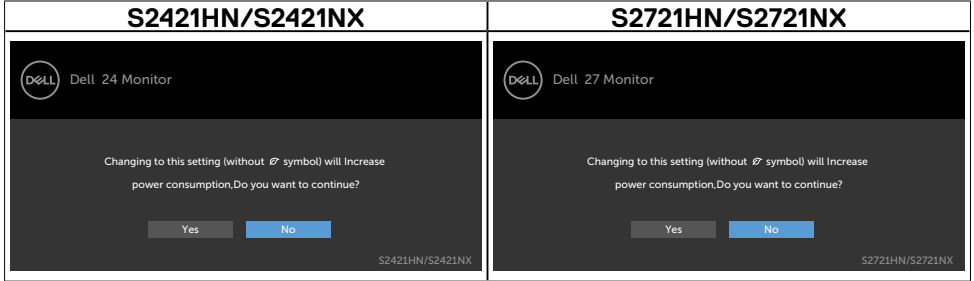 S2421HN/S2421NX
S2721HN/S2721NX
DELL Dell 24 Monitor
Changing to this setting (without symbol) will Increase
power consumption,Do you want to continue?
Yes No
S2421HN/S2421NX
DELL Dell 27 Monitor
Changing to this setting (without symbol) will Increase
power consumption,Do you want to continue?
Yes No
S2721HN/S2721NX